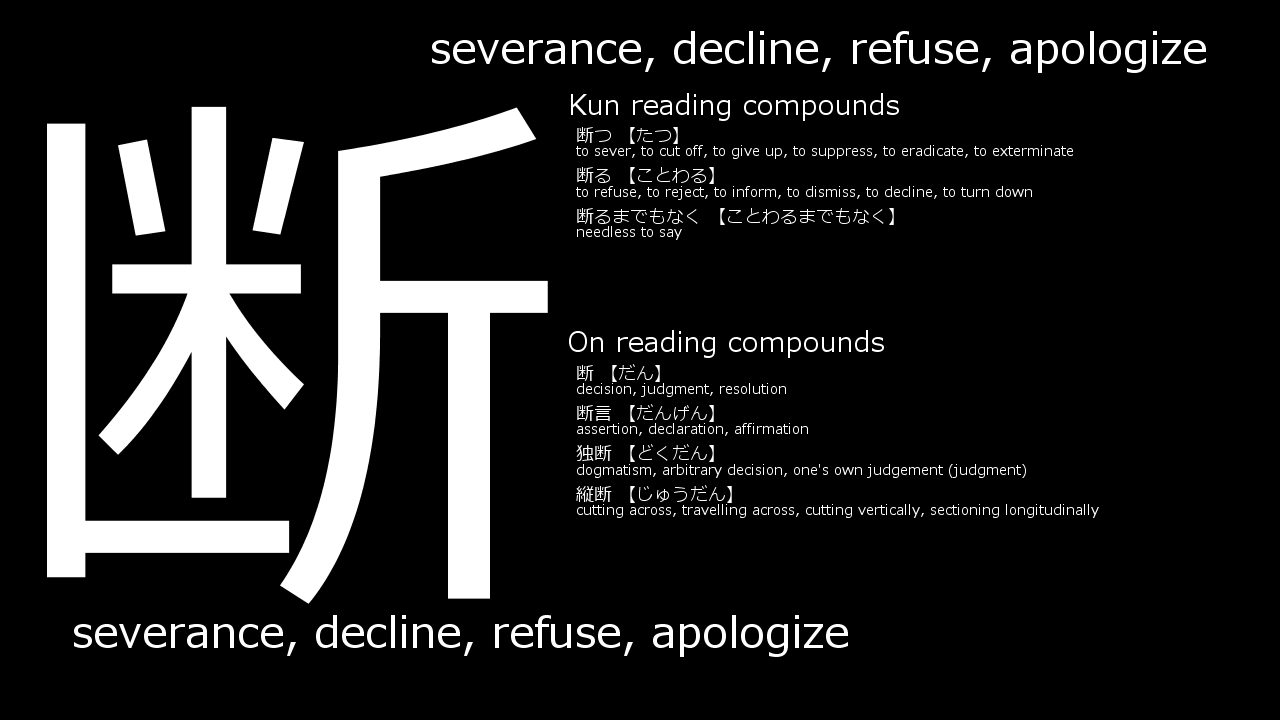 severance, decline, refuse, apologize
断
Kun reading compounds
断つ 【たつ】
to sever, to cut off, to give up, to suppress, to eradicate, to exterminate
断る 【ことわる】
to refuse, to reject, to inform, to dismiss, to decline, to turn down
断るまでもなく 【ことわるまでもなく】
needless to say
On reading compounds
断 【だん】
decision, judgment, resolution
断言 【だんげん】
assertion, declaration, affirmation
独断 【どくだん】
dogmatism, arbitrary decision, one's own judgement (judgment)
縦断 【じゅうだん】
cutting across, travelling across, cutting vertically, sectioning longitudinally
severance, decline, refuse, apologize